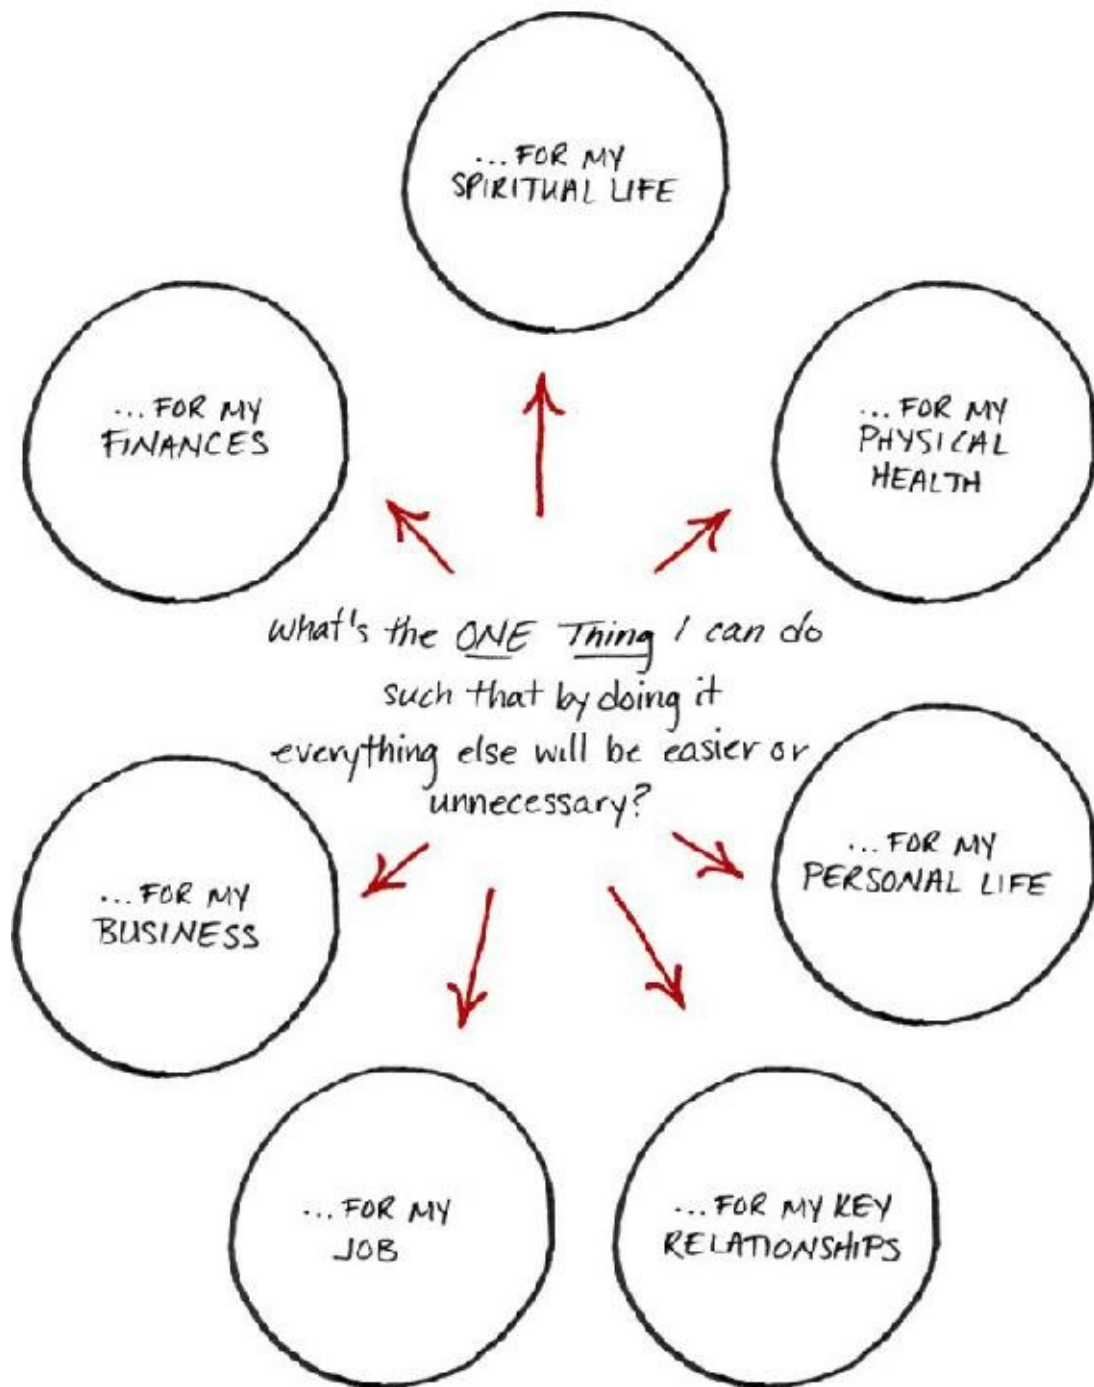 ... FOR MY
SPIRITUAL LIFE
... FOR MY
FINANCES
... FOR MY
PHYSICAL
HEALTH
what's the ONE Thing I can do
such that by doing it
everything else will be easier or
unnecessary?
... FOR MY
BUSINESS
... FOR MY
PERSONAL LIFE
... FOR MY
JOB
... FOR MY KEY
RELATIONSHIPS